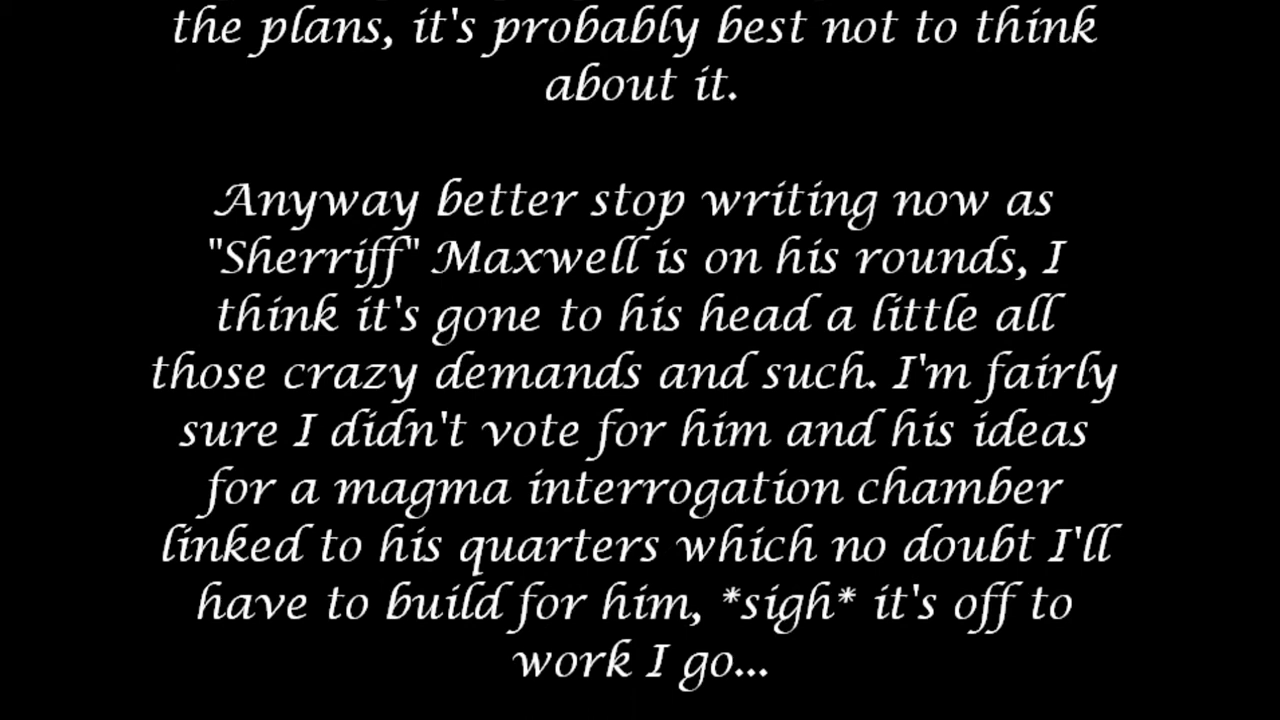 the plans, it's probably best not to think
about it.
Anyway better stop writing now as
"Sherriff" Maxwell is on his rounds, I
think it's gone to his head a little all
those crazy demands and such. I'm fairly
sure I didn't vote for him and his ideas
for a magma interrogation chamber
linked to his quarters which no doubt I'll
have to build for him, *sigh* it's off to
work I go...